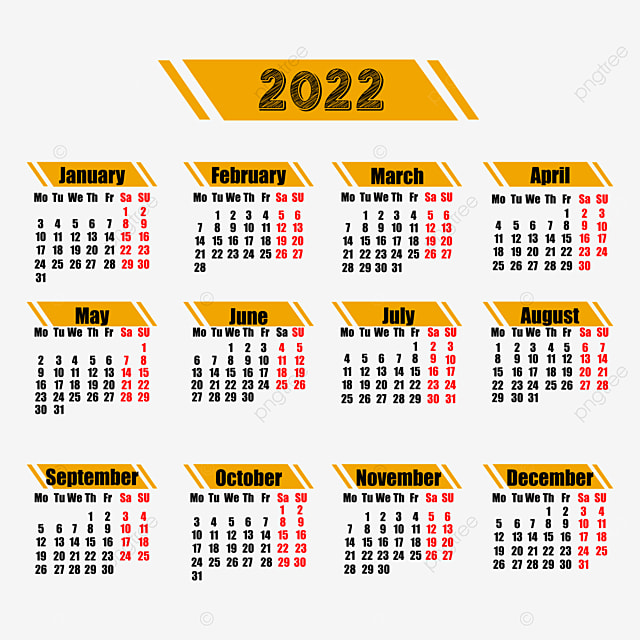 2022
January
Mo Tu We Th Fr Sa SU
1 2
3 4 5 6 7 8 9
10 11 12 13 14 15 16
17 18 19 20 21 22 23
24 25 26 27 28 29 30
31
February
Mo Tu We Th Fr Sa SU
1 2 3 4 5 6
7 8 9 10 11 12 13
14 15 16 17 18 19 20
21 22 23 24 25 26 27
28
March
Mo Tu We Th Fr Sa SU
1 2 3 4 5 6
7 8 9 10 11 12 13
14 15 16 17 18 19 20
21 22 23 24 25 26 27
28 29 30 31
April
Mo Tu We Th Fr Sa SU
1 2 3
4 5 6 7 8 9 10
11 12 13 14 15 16 17
18 19 20 21 22 23 24
25 26 27 28 29 30
May
Mo Tu We Th Fr Sa SU
1
2 3 4 5 6 7 8
9 10 11 12 13 14 15
16 17 18 19 20 21 22
23 24 25 26 27 28 29
30 31
June
Mo Tu We Th Fr Sa SU
1 2 3 4 5
6 7 8 9 10 11 12
13 14 15 16 17 18 19
20 21 22 23 24 25 26
27 28 29 30
July
Mo Tu We Th Fr Sa SU
1 2 3
4 5 6 7 8 9 10
11 12 13 14 15 16 17
18 19 20 21 22 23 24
25 26 27 28 29 30 31
August
Mo Tu We Th Fr Sa SU
1 2 3 4 5 6 7
8 9 10 11 12 13 14
15 16 17 18 19 20 21
22 23 24 25 26 27 28
29 30 31
September
Mo Tu We Th Fr Sa SU
1 2 3 4
5 6 7 8 9 10 11
12 13 14 15 16 17 18
19 20 21 22 23 24 25
26 27 28 29 30
October
Mo Tu We Th Fr Sa SU
1 2
3 4 5 6 7 8 9
10 11 12 13 14 15 16
17 18 19 20 21 22 23
24 25 26 27 28 29 30
31
November
Mo Tu We Th Fr Sa SU
1 2 3 4 5 6
7 8 9 10 11 12 13
14 15 16 17 18 19 20
21 22 23 24 25 26 27
28 29 30
December
Mo Tu We Th Fr Sa SU
1 2 3 4
5 6 7 8 9 10 11
12 13 14 15 16 17 18
19 20 21 22 23 24 25
26 27 28 29 30 31
pngtree